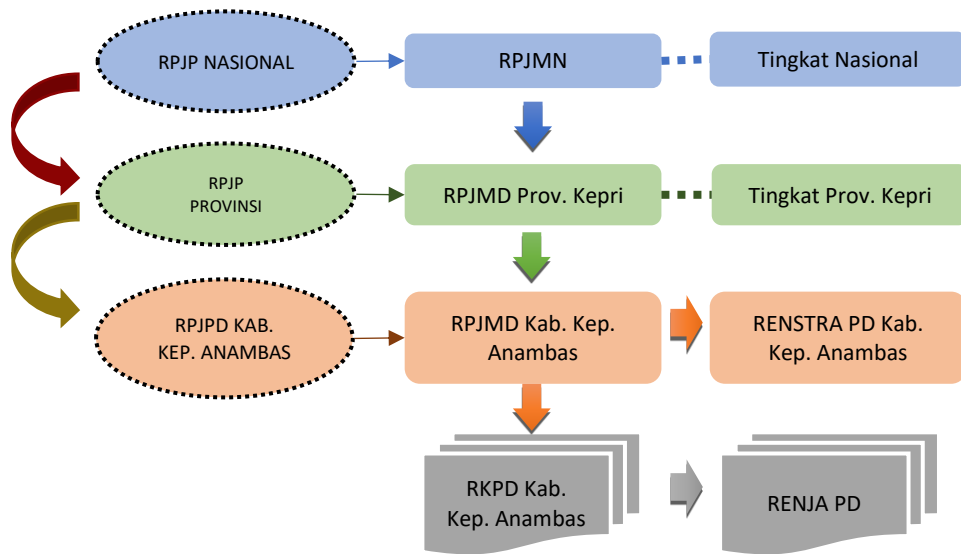 RPJP NASIONAL
RPJMN
Tingkat Nasional
RPJP
PROVINSI
RPJMD Prov. Kepri
Tingkat Prov. Kepri
RPJPD KAB.
KEP. ANAMBAS
RPJMD Kab. Kep.
Anambas
RENSTRA PD Kab.
Kep. Anambas
RKPD Kab.
Kep. Anambas
RENJA PD